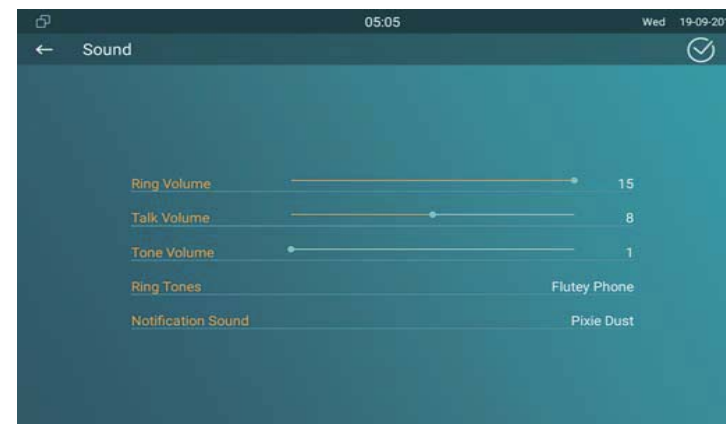 05:05 Wed 19-09-201
Sound
Ring Volume 15
Talk Volume 8
Tone Volume 1
Ring Tones Flutey Phone
Notification Sound Pixie Dust